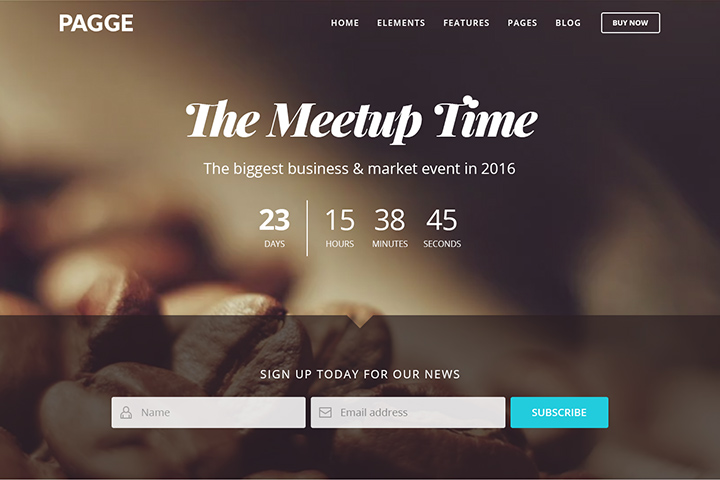 PAGGE
HOME ELEMENTS FEATURES PAGES BLOG BUY NOW
The Meetup Time
The biggest business & market event in 2016
23 15 38 45
DAYS HOURS MINUTES SECONDS
SIGN UP TODAY FOR OUR NEWS
Name Email address SUBSCRIBE